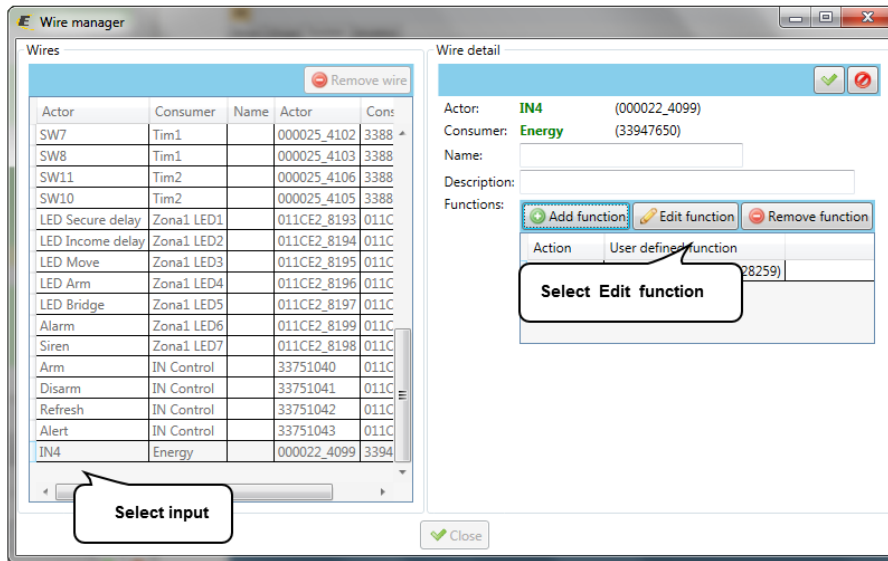 Wire manager
Wires
Wire detail
Remove wire
Actor Consumer Name Actor Cons
SW7 Tim1 000025_4102 3388
SW8 Tim1 000025_4103 3388
SW11 Tim2 000025_4106 3388
SW10 Tim2 000025_4105 3388
LED Secure delay Zona1 LED1 011CE2_8193 011C
LED Income delay Zona1 LED2 011CE2_8194 011C
LED Move Zona1 LED3 011CE2_8195 011C
LED Arm Zona1 LED4 011CE2_8196 011C
LED Bridge Zona1 LED5 011CE2_8197 011C
Alarm Zona1 LED6 011CE2_8199 011C
Siren Zona1 LED7 011CE2_8198 011C
Arm IN Control 33751040 011C
Disarm IN Control 33751041 011C
Refresh IN Control 33751042 011C
Alert IN Control 33751043 011C
IN4 Energy 000022_4099 3394
Select input
Actor: IN4 (000022_4099)
Consumer: Energy (33947650)
Name:
Description:
Functions:
Add function Edit function Remove function
Action User defined function
28259)
Select Edit function
Close